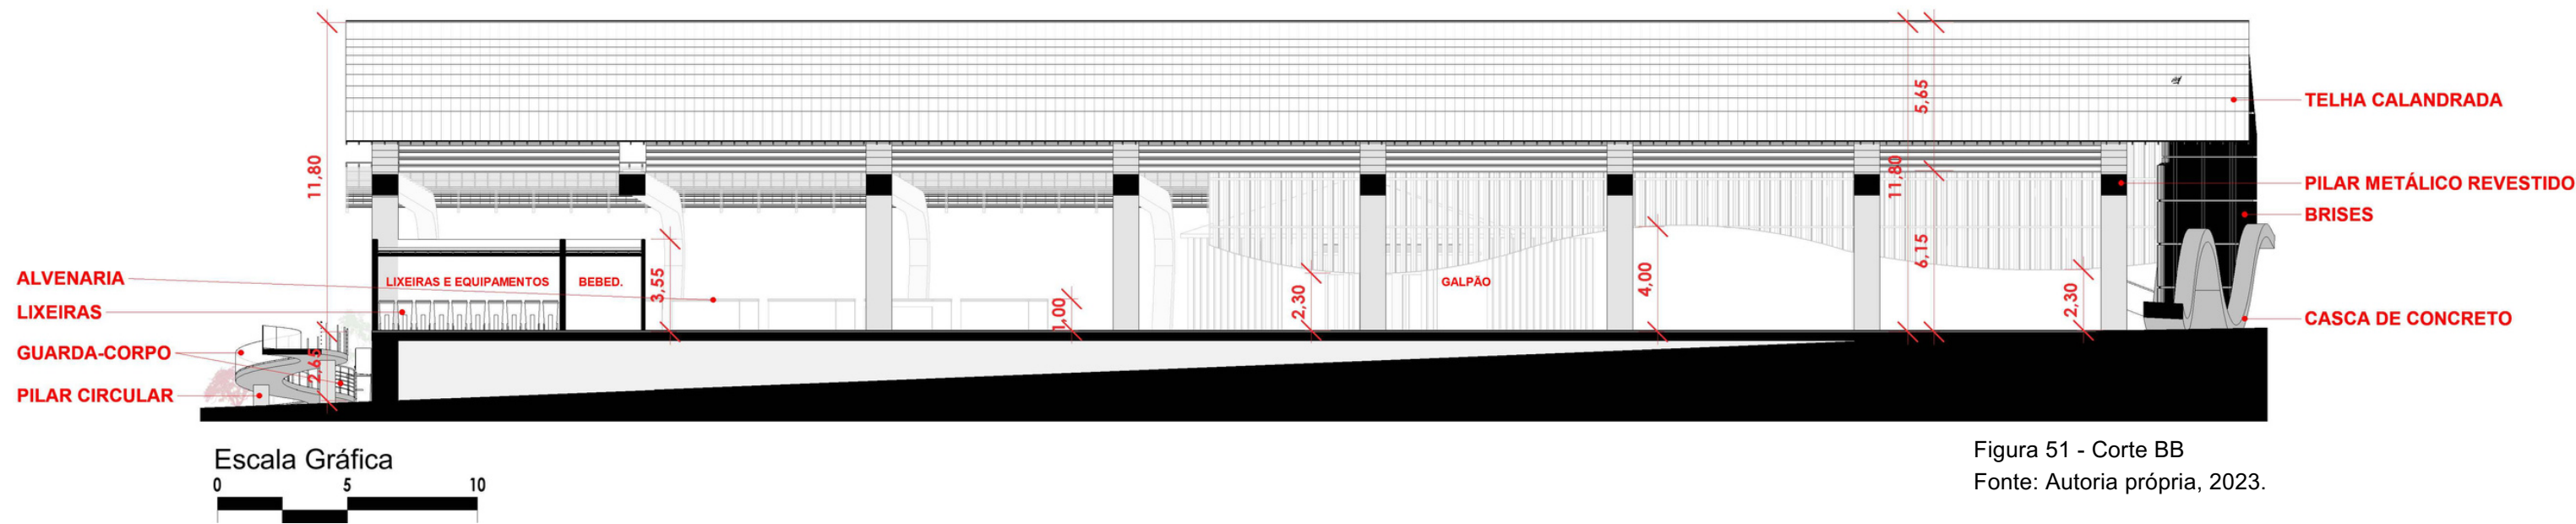 11,80
5,65
TELHA CALANDRADA
11,80
PILAR METÁLICO REVESTIDO
BRISES
6,15
ALVENARIA
LIXEIRAS E EQUIPAMENTOS
BEBED.
3,55
1,00
2,30
GALPÃO
4,00
2,30
LIXEIRAS
CASCA DE CONCRETO
GUARDA-CORPO
2,65
PILAR CIRCULAR
Escala Gráfica
0 5 10
Figura 51 - Corte BB
Fonte: Autoria própria, 2023.